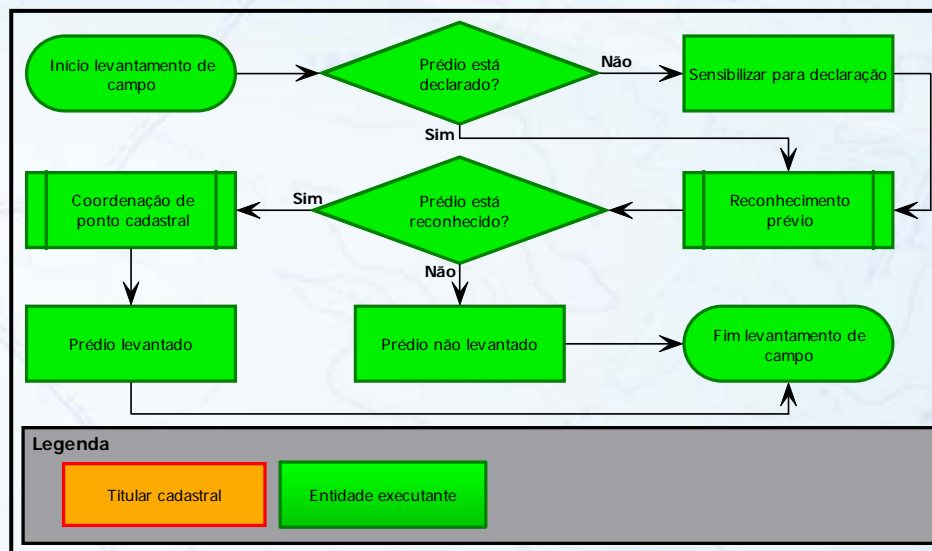 Início levantamento de
campo
Prédio está
declarado?
Não
Sensibilizar para declaração
Sim
Coordenação de
ponto cadastral
Sim
Prédio está
reconhecido?
Reconhecimento
prévio
Não
Prédio levantado
Prédio não levantado
Fim levantamento de
campo
Legenda
Titular cadastral
Entidade executante